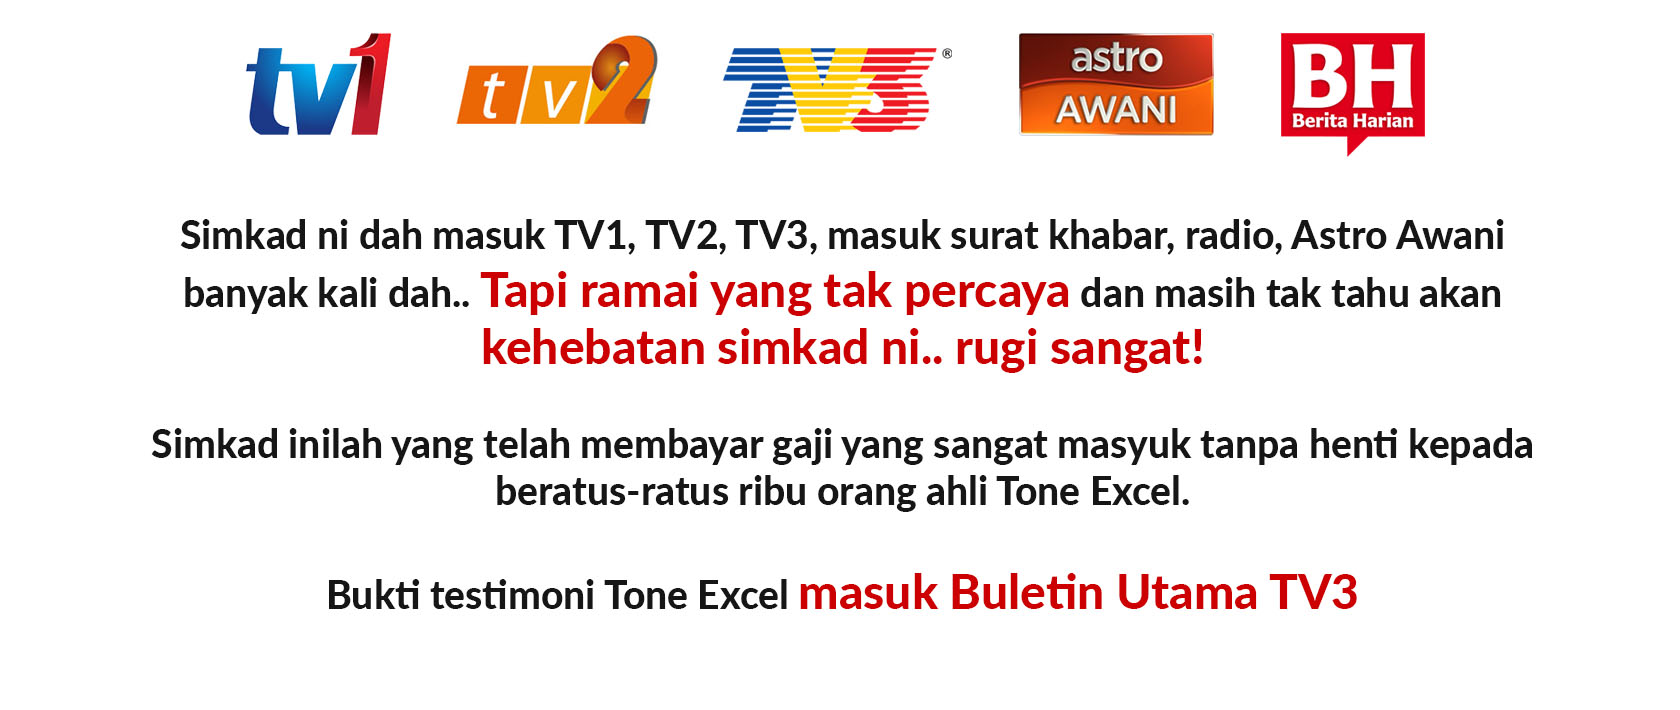 tv1 tv2 TV3® astro AWANI BH Berita Harian
Simkad ni dah masuk TV1, TV2, TV3, masuk surat khabar, radio, Astro Awani
banyak kali dah.. Tapi ramai yang tak percaya dan masih tak tahu akan
kehebatan simkad ni.. rugi sangat!
Simkad inilah yang telah membayar gaji yang sangat masyuk tanpa henti kepada
beratus-ratus ribu orang ahli Tone Excel.
Bukti testimoni Tone Excel masuk Buletin Utama TV3